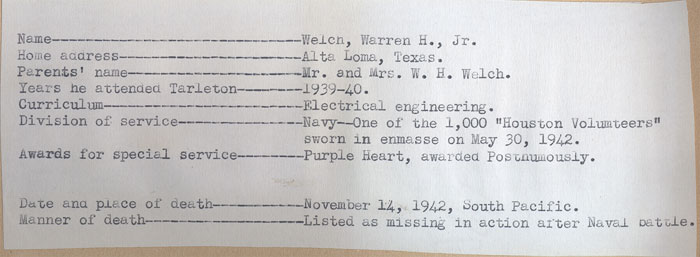 Name-----------------------------Welch, Warren H., Jr.
Home address---------------------Alta Loma, Texas.
Parents' name--------------------Mr. and Mrs. W. H. Welch.
Years he attended Tarleton-------1939-40.
Curriculum-----------------------Electrical engineering.
Division of service--------------Navy--One of the 1,000 "Houston Volunteers"
sworn in enmasse on May 30, 1942.
Awards for special service-------Purple Heart, awarded Posthumously.
Date and place of death----------November 14, 1942, South Pacific.
Manner of death------------------Listed as missing in action after Naval battle.